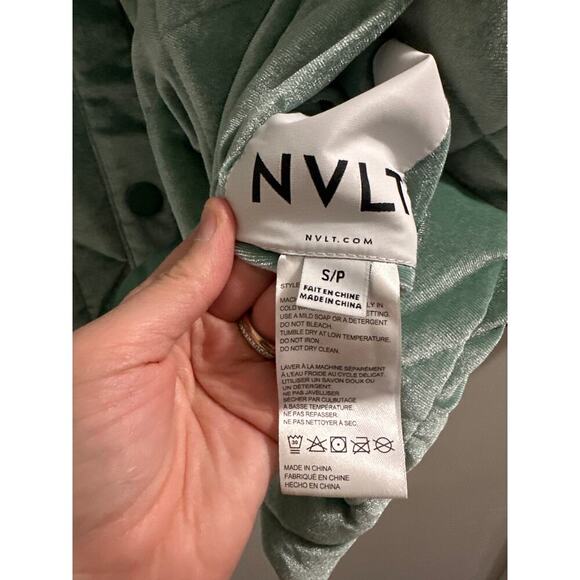 NVLT
NVLT.COM
S/P
FAIT EN CHINE
MADE IN CHINA
STYLE
USE A MILD SOAP OR A DETERGENT
DO NOT BLEACH.
TUMBLE DRY AT LOW TEMPERATURE.
DO NOT IRON
DO NOT DRY CLEAN.
LAVER À LA MACHINE SÉPARÉMENT
À L'EAU FROIDE AU CYCLE DÉLICAT.
UTILISER UN SAVON DOUX OU
UN DÉTERGENT
NE PAS JAVELLISER
SÉCHER PAR CULBUTAGE
À BASSE TEMPÉRATURE.
NE PAS REPASSER.
NE PAS NETTOYER À SEC.
30
MADE IN CHINA
FABRIQUÉ EN CHINE
HECHO EN CHINA